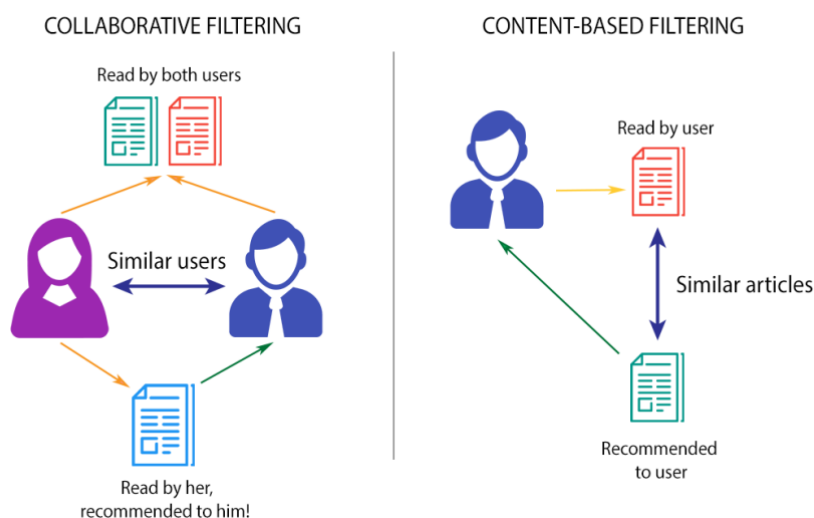 COLLABORATIVE FILTERING
Read by both users
Similar users
Read by her,
recommended to him!
CONTENT-BASED FILTERING
Read by user
Similar articles
Recommended
to user